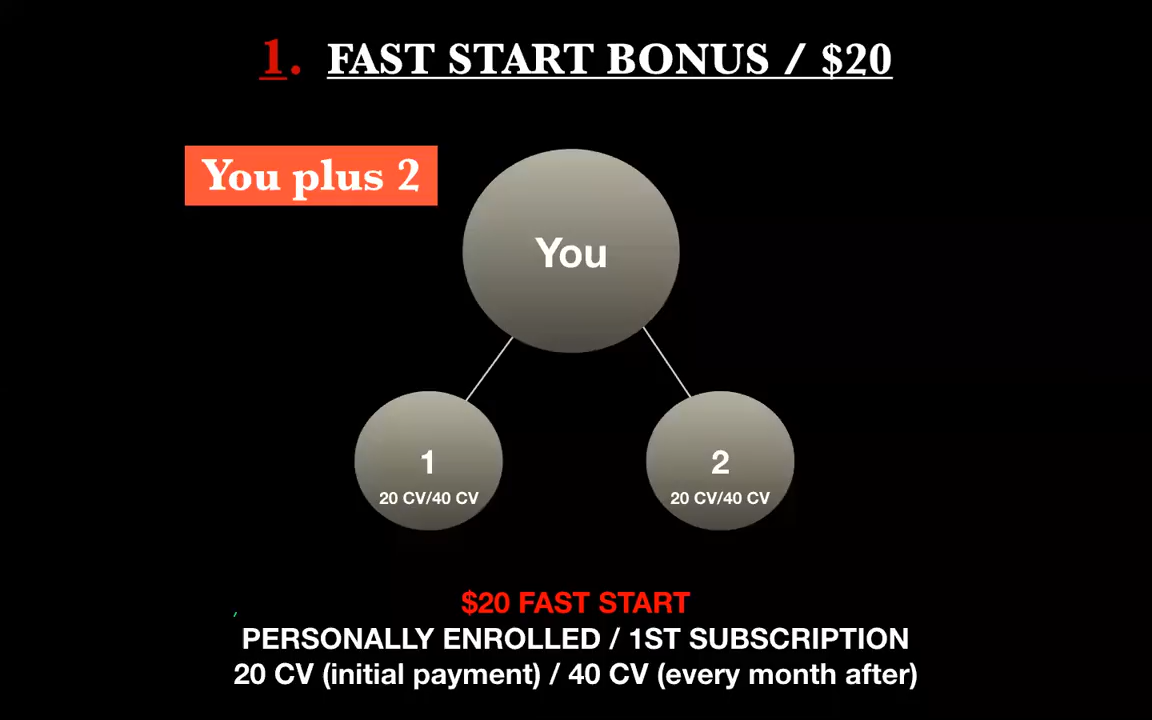 1. FAST START BONUS / $20
You plus 2
You
1
20 CV/40 CV
2
20 CV/40 CV
$20 FAST START
PERSONALLY ENROLLED / 1ST SUBSCRIPTION
20 CV (initial payment) / 40 CV (every month after)